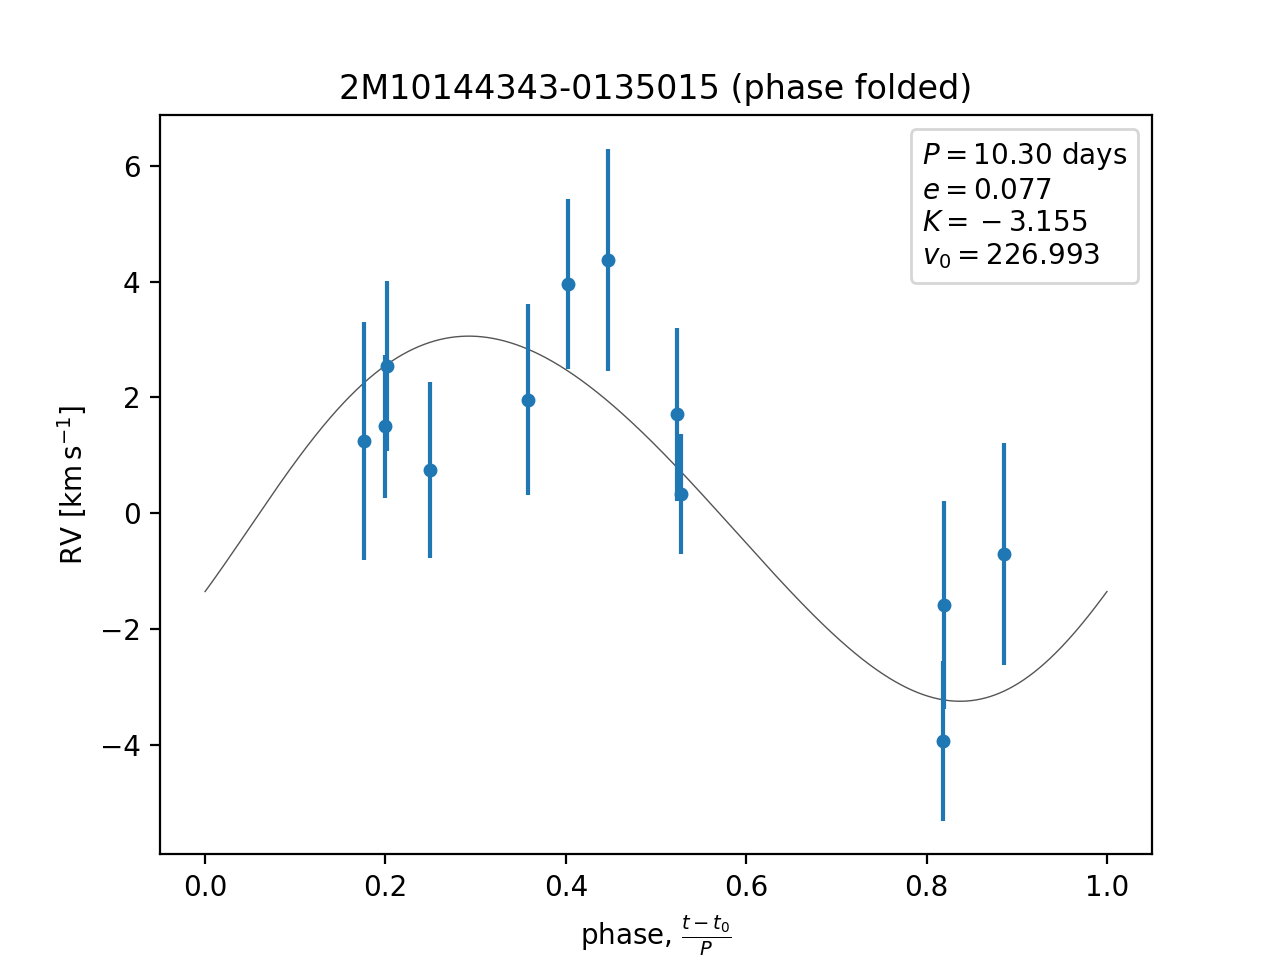 2M10144343-0135015 (phase folded)
P = 10.30 days
e = 0.077
K = −3.155
v₀ = 226.993
RV [km s⁻¹]
6
4
2
0
−2
−4
0.0 0.2 0.4 0.6 0.8 1.0
phase, (t − t₀)/P